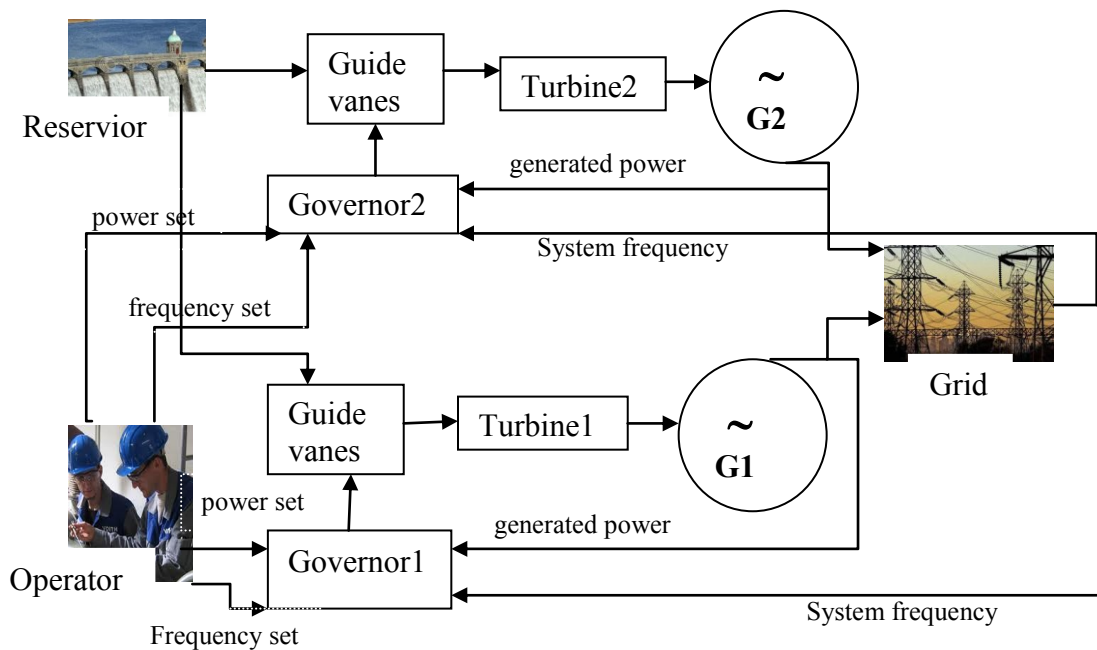 Guide
vanes
Turbine2
~
G2
Reservior
generated power
Governor2
power set
System frequency
frequency set
Grid
Guide
vanes
Turbine1
~
G1
power set
generated power
Governor1
Operator
System frequency
Frequency set